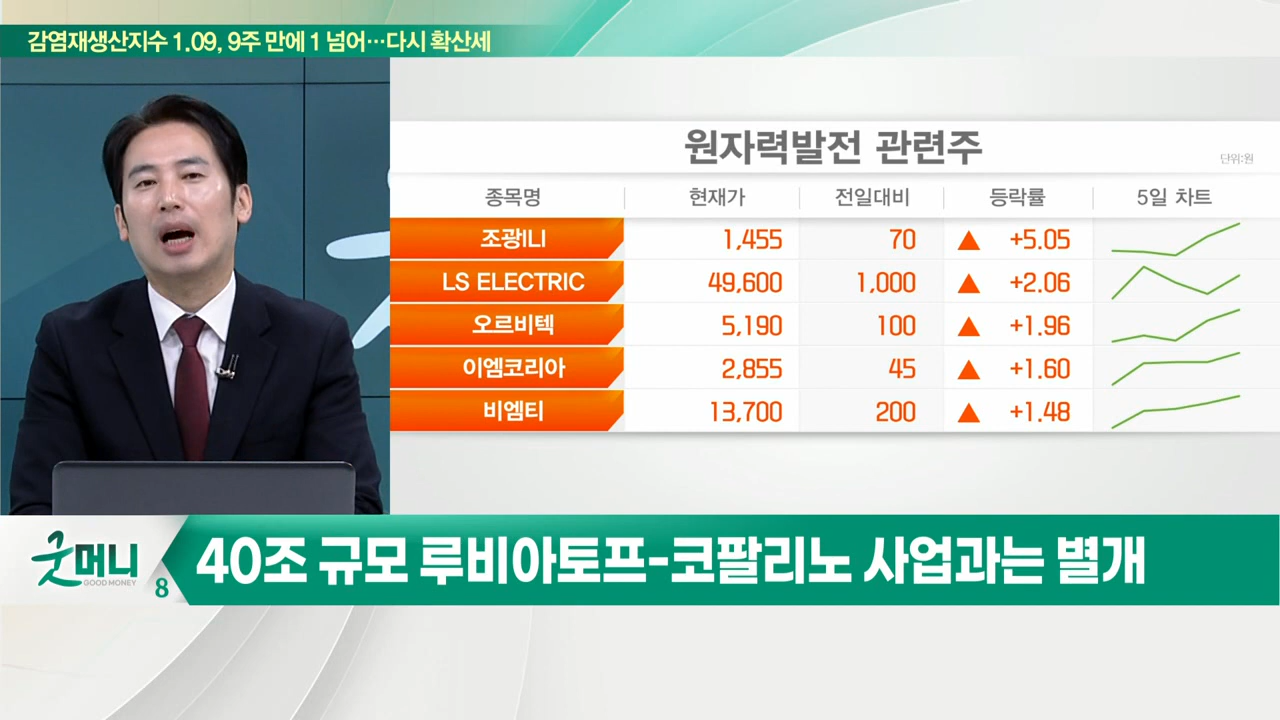 감염재생산지수 1.09, 9주 만에 1 넘어…다시 확산세
원자력발전 관련주
단위:원
종목명 현재가 전일대비 등락률 5일 차트
조광ILI 1,455 70 ▲ +5.05
LS ELECTRIC 49,600 1,000 ▲ +2.06
오르비텍 5,190 100 ▲ +1.96
이엠코리아 2,855 45 ▲ +1.60
비엠티 13,700 200 ▲ +1.48
굿머니
GOOD MONEY
8
40조 규모 루비아토프-코팔리노 사업과는 별개